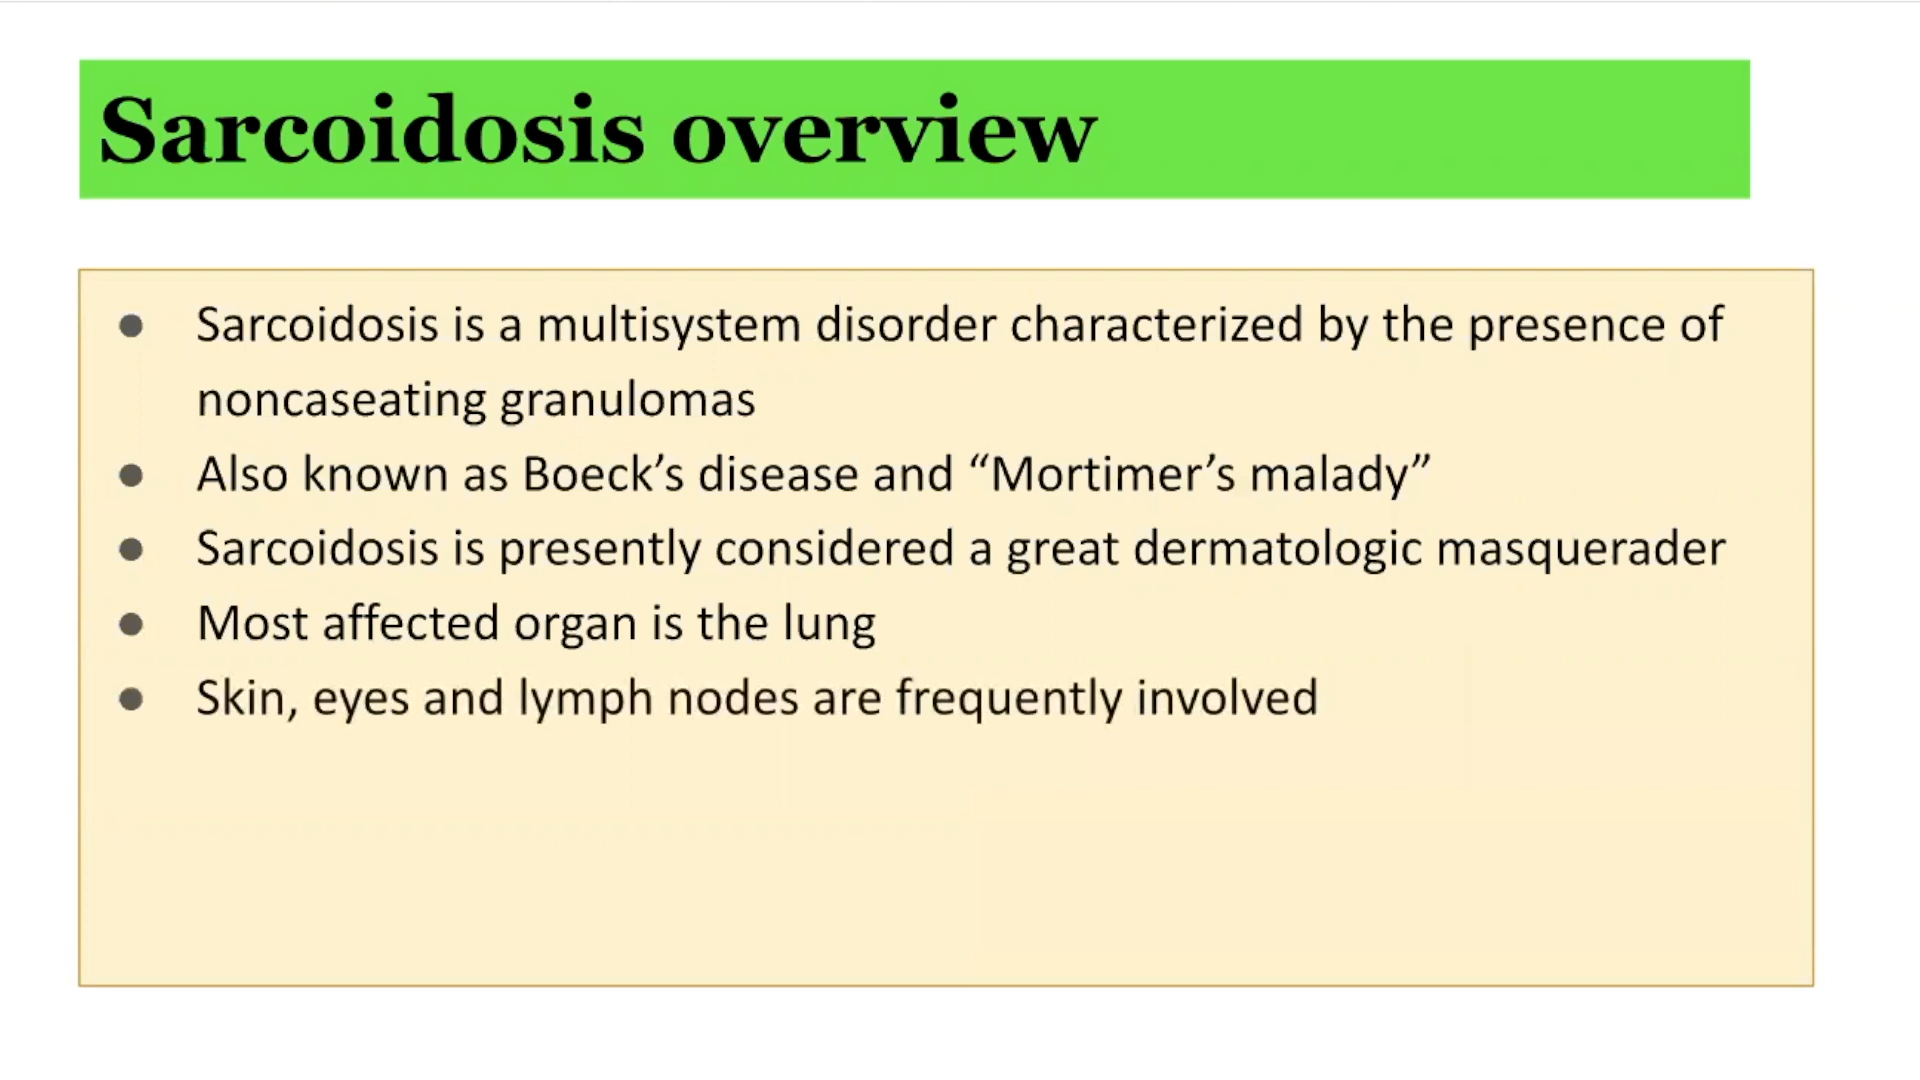 Sarcoidosis overview
● Sarcoidosis is a multisystem disorder characterized by the presence of
noncaseating granulomas
● Also known as Boeck’s disease and “Mortimer’s malady”
● Sarcoidosis is presently considered a great dermatologic masquerader
● Most affected organ is the lung
● Skin, eyes and lymph nodes are frequently involved